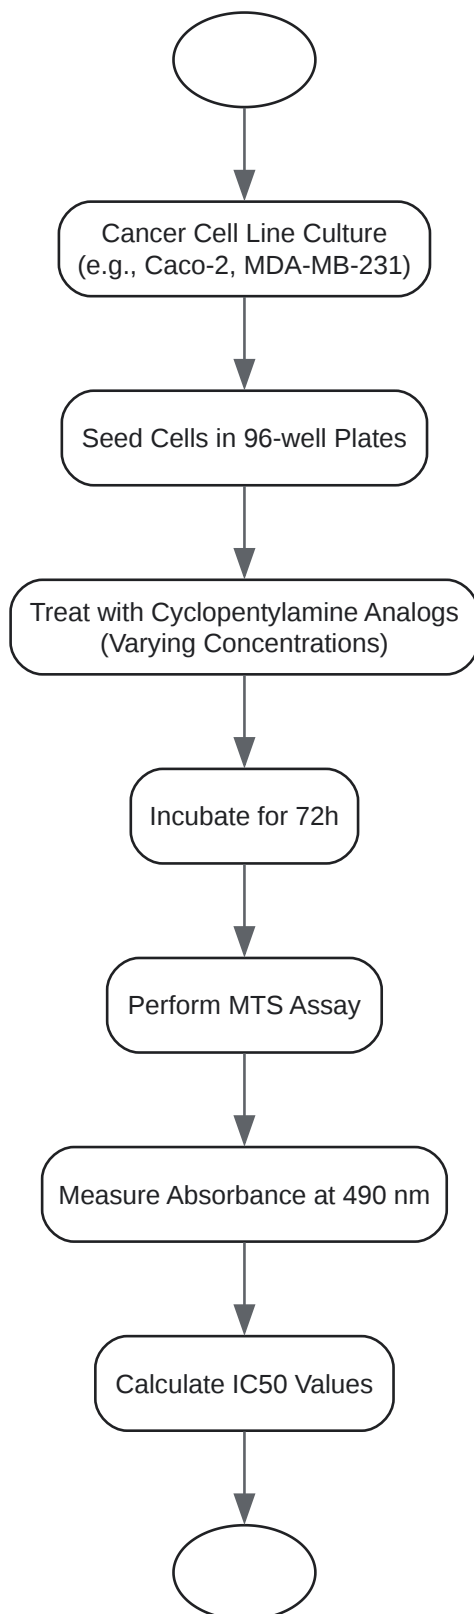 Cancer Cell Line Culture
(e.g., Caco-2, MDA-MB-231)
Seed Cells in 96-well Plates
Treat with Cyclopentylamine Analogs
(Varying Concentrations)
Incubate for 72h
Perform MTS Assay
Measure Absorbance at 490 nm
Calculate IC50 Values